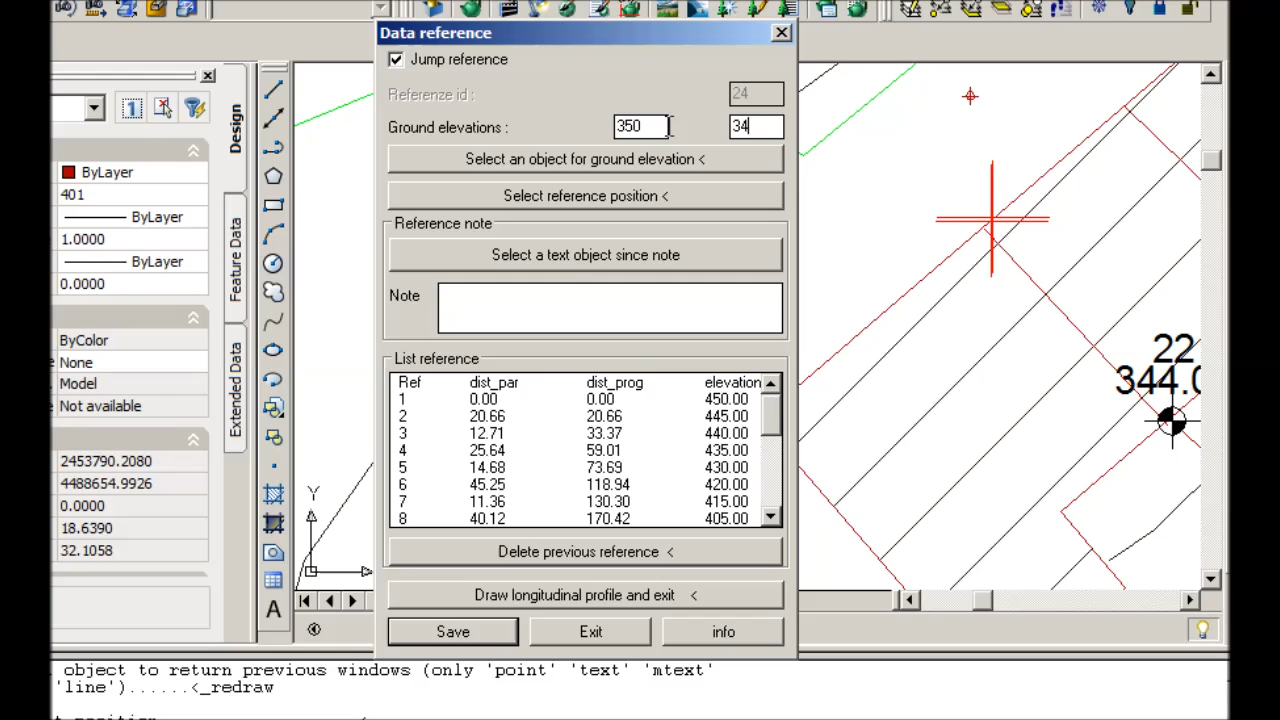 Data reference
Jump reference
Referenze id :
24
Ground elevations :
350
34
Select an object for ground elevation <
Select reference position <
Reference note
Select a text object since note
Note
List reference
Ref dist_par dist_prog elevation
1 0.00 0.00 450.00
2 20.66 20.66 445.00
3 12.71 33.37 440.00
4 25.64 59.01 435.00
5 14.68 73.69 430.00
6 45.25 118.94 420.00
7 11.36 130.30 415.00
8 40.12 170.42 405.00
Delete previous reference <
Draw longitudinal profile and exit <
Save
Exit
info
ByLayer
401
ByLayer
1.0000
ByLayer
0.0000
ByColor
None
Model
Not available
2453790.2080
4488654.9926
0.0000
18.6390
32.1058
Design
Feature Data
Extended Data
1
A
Y
22
344.0
object to return previous windows (only 'point' 'text' 'mtext'
'line')......<_redraw